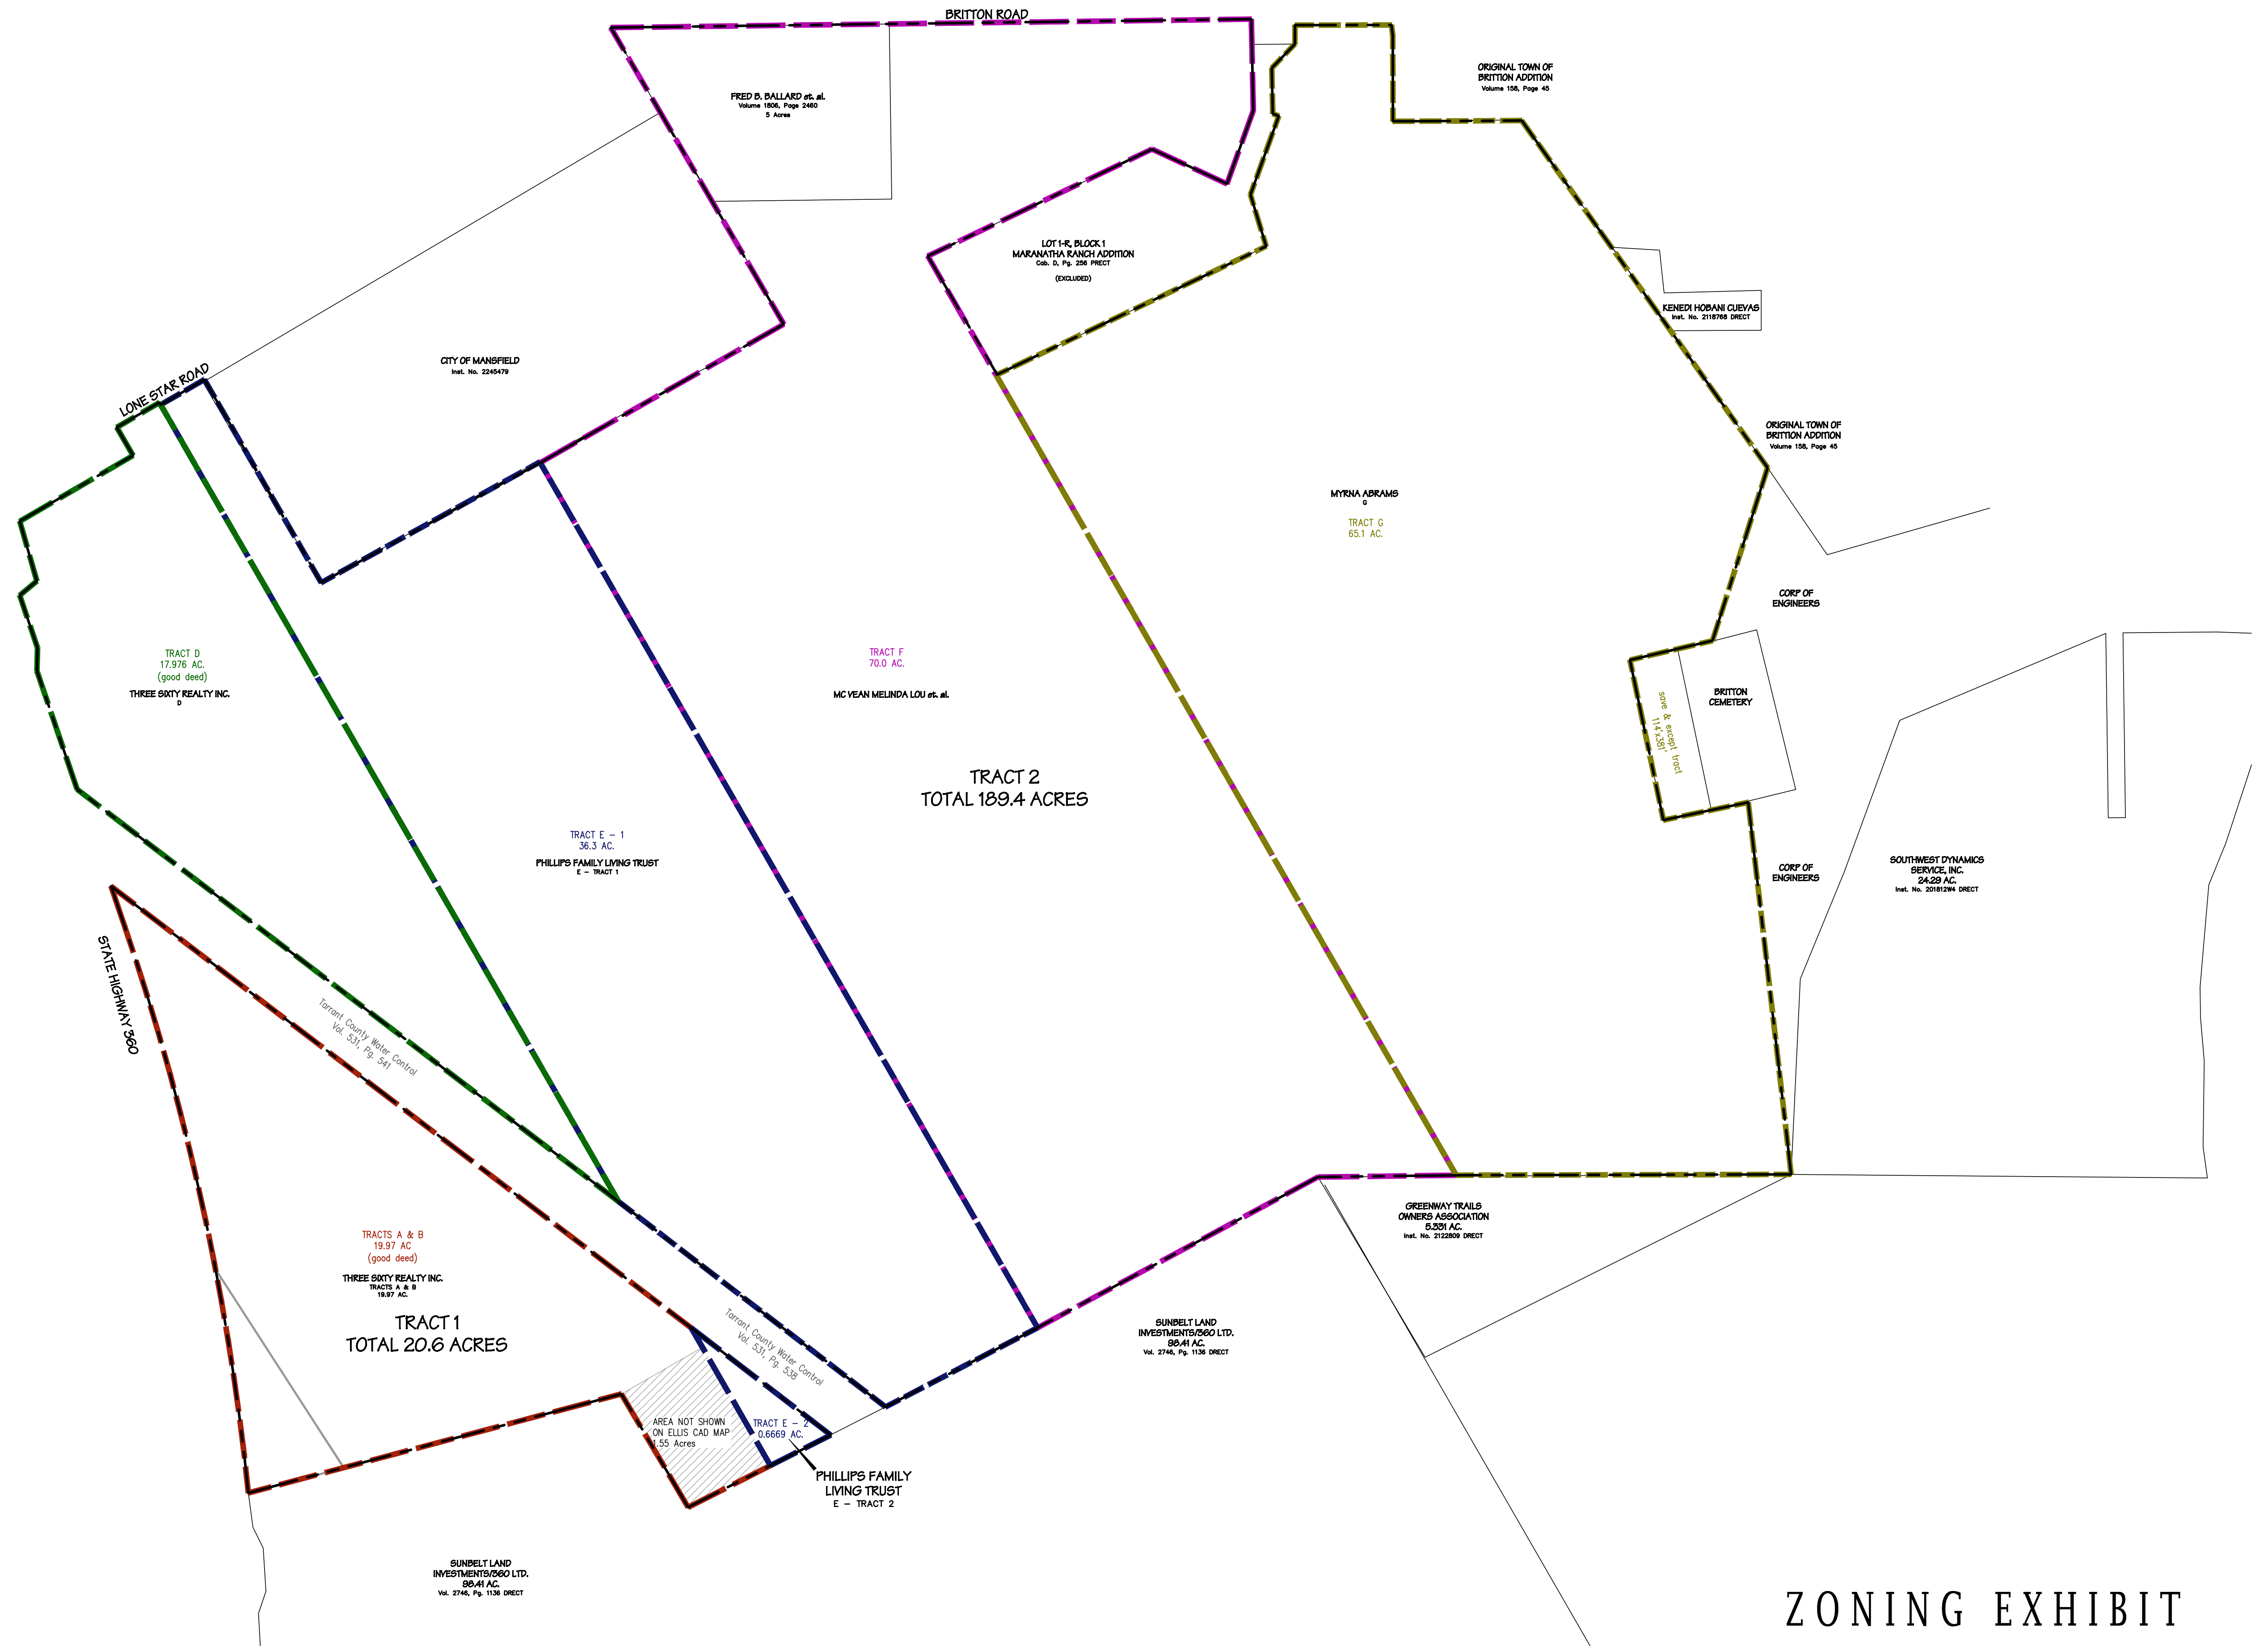 BRITTON ROAD
ORIGINAL TOWN OF
BRITTION ADDITION
Volume 158, Page 45
FRED B. BALLARD et. al.
Volume 1806, Page 2460
5 Acres
LOT 1-R, BLOCK 1
MARANATHA RANCH ADDITION
Cab. D, Pg. 256 PRECT
(EXCLUDED)
KENEDI HOBANI CUEVAS
Inst. No. 2118768 DRECT
CITY OF MANSFIELD
Inst. No. 2245479
LONE STAR ROAD
ORIGINAL TOWN OF
BRITTION ADDITION
Volume 158, Page 45
MYRNA ABRAMS
G
TRACT G
65.1 AC.
CORP OF
ENGINEERS
TRACT D
17.976 AC.
(good deed)
THREE SIXTY REALTY INC.
D
TRACT F
70.0 AC.
MC VEAN MELINDA LOU et. al.
save & except tract
114'x381'
BRITTON
CEMETERY
TRACT 2
TOTAL 189.4 ACRES
TRACT E - 1
36.3 AC.
PHILLIPS FAMILY LIVING TRUST
E - TRACT 1
CORP OF
ENGINEERS
SOUTHWEST DYNAMICS
SERVICE, INC.
24.29 AC.
Inst. No. 201812W4 DRECT
STATE HIGHWAY 360
Tarrant County Water Control
Vol. 531, Pg. 541
GREENWAY TRAILS
OWNERS ASSOCIATION
5.331 AC.
Inst. No. 2122809 DRECT
TRACTS A & B
19.97 AC
(good deed)
THREE SIXTY REALTY INC.
TRACTS A & B
19.97 AC.
TRACT 1
TOTAL 20.6 ACRES
Tarrant County Water Control
Vol. 531, Pg. 538
SUNBELT LAND
INVESTMENTS/360 LTD.
98.41 AC.
Vol. 2746, Pg. 1136 DRECT
AREA NOT SHOWN
ON ELLIS CAD MAP
1.55 Acres
TRACT E - 2
0.6669 AC.
PHILLIPS FAMILY
LIVING TRUST
E - TRACT 2
SUNBELT LAND
INVESTMENTS/360 LTD.
98.41 AC.
Vol. 2746, Pg. 1136 DRECT
ZONING EXHIBIT